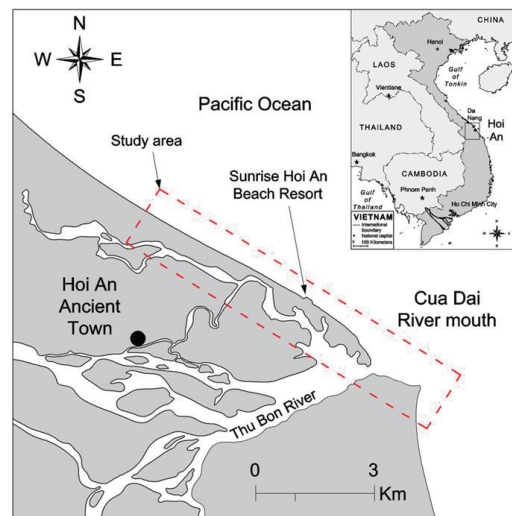 N
W E
S
Pacific Ocean
Study area
Sunrise Hoi An
Beach Resort
Hoi An
Ancient
Town
Cua Dai
River mouth
Thu Bon River
0 3
Km
CHINA
Hanoi
LAOS
Gulf
of
Tonkin
Vientiane
Da
Nang
Hoi
An
THAILAND
Bangkok
CAMBODIA
Phnom Penh
Gulf
of
Thailand
Ho Chi Minh City
VIETNAM
International
boundary
National capital
100 Kilometers